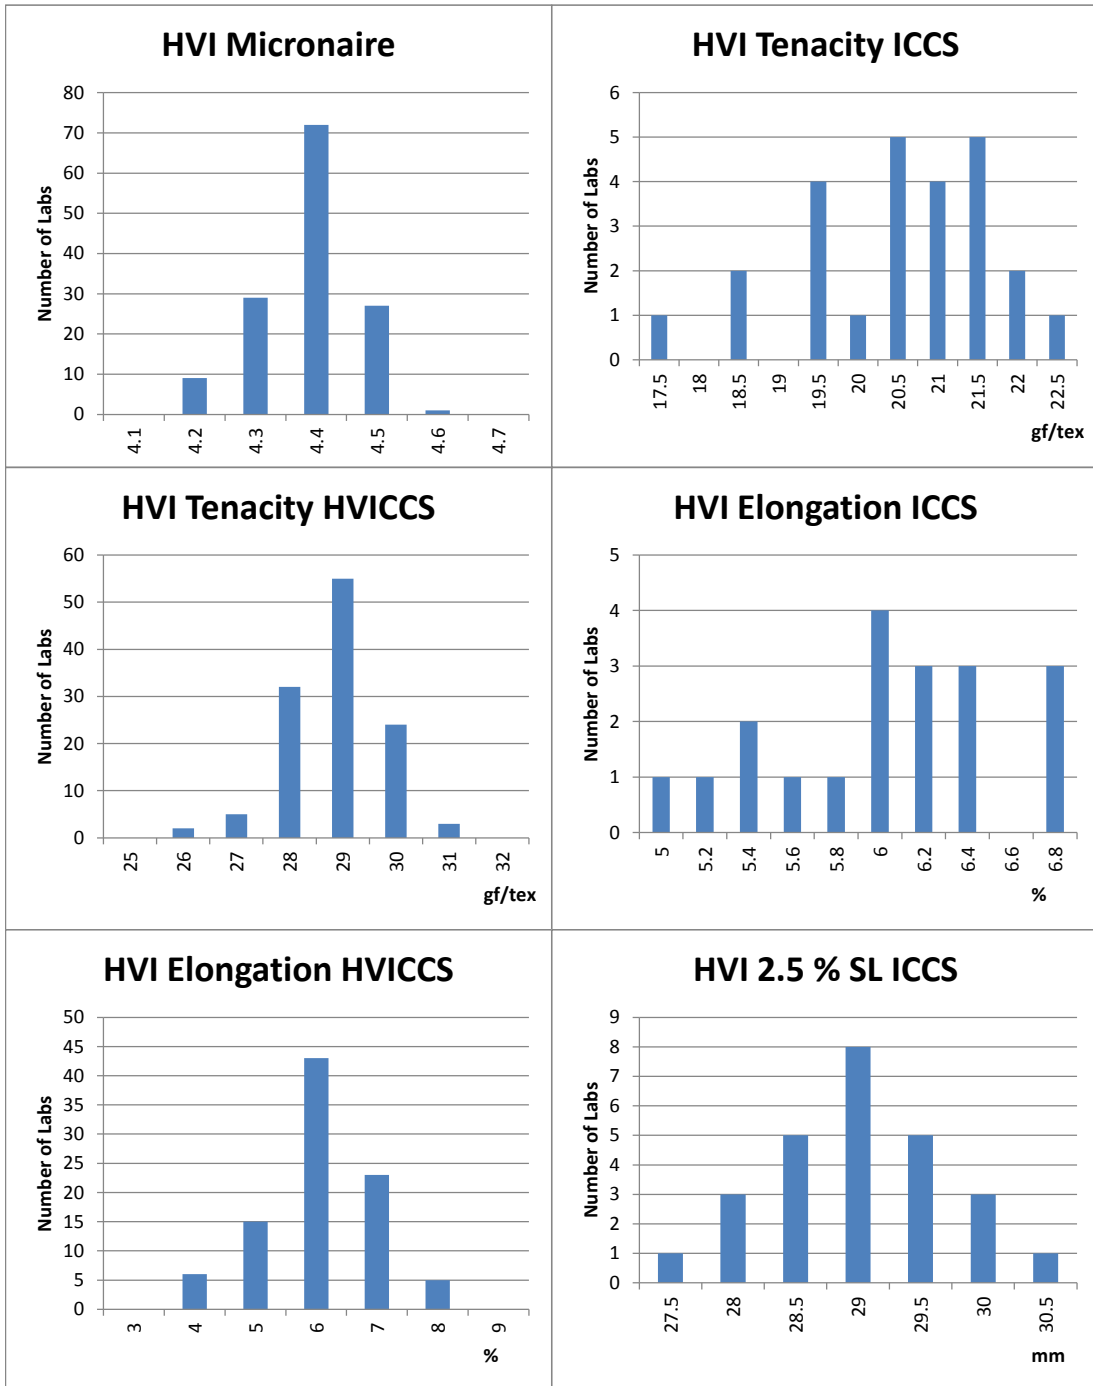 HVI Micronaire
Number of Labs
80
70
60
50
40
30
20
10
0
4.1 4.2 4.3 4.4 4.5 4.6 4.7
HVI Tenacity ICCS
Number of Labs
6
5
4
3
2
1
0
17.5 18 18.5 19 19.5 20 20.5 21 21.5 22 22.5
gf/tex
HVI Tenacity HVICCS
Number of Labs
60
50
40
30
20
10
0
25 26 27 28 29 30 31 32
gf/tex
HVI Elongation ICCS
Number of Labs
5
4
3
2
1
0
5 5.2 5.4 5.6 5.8 6 6.2 6.4 6.6 6.8
%
HVI Elongation HVICCS
Number of Labs
50
45
40
35
30
25
20
15
10
5
0
3 4 5 6 7 8 9
%
HVI 2.5 % SL ICCS
Number of Labs
9
8
7
6
5
4
3
2
1
0
27.5 28 28.5 29 29.5 30 30.5
mm